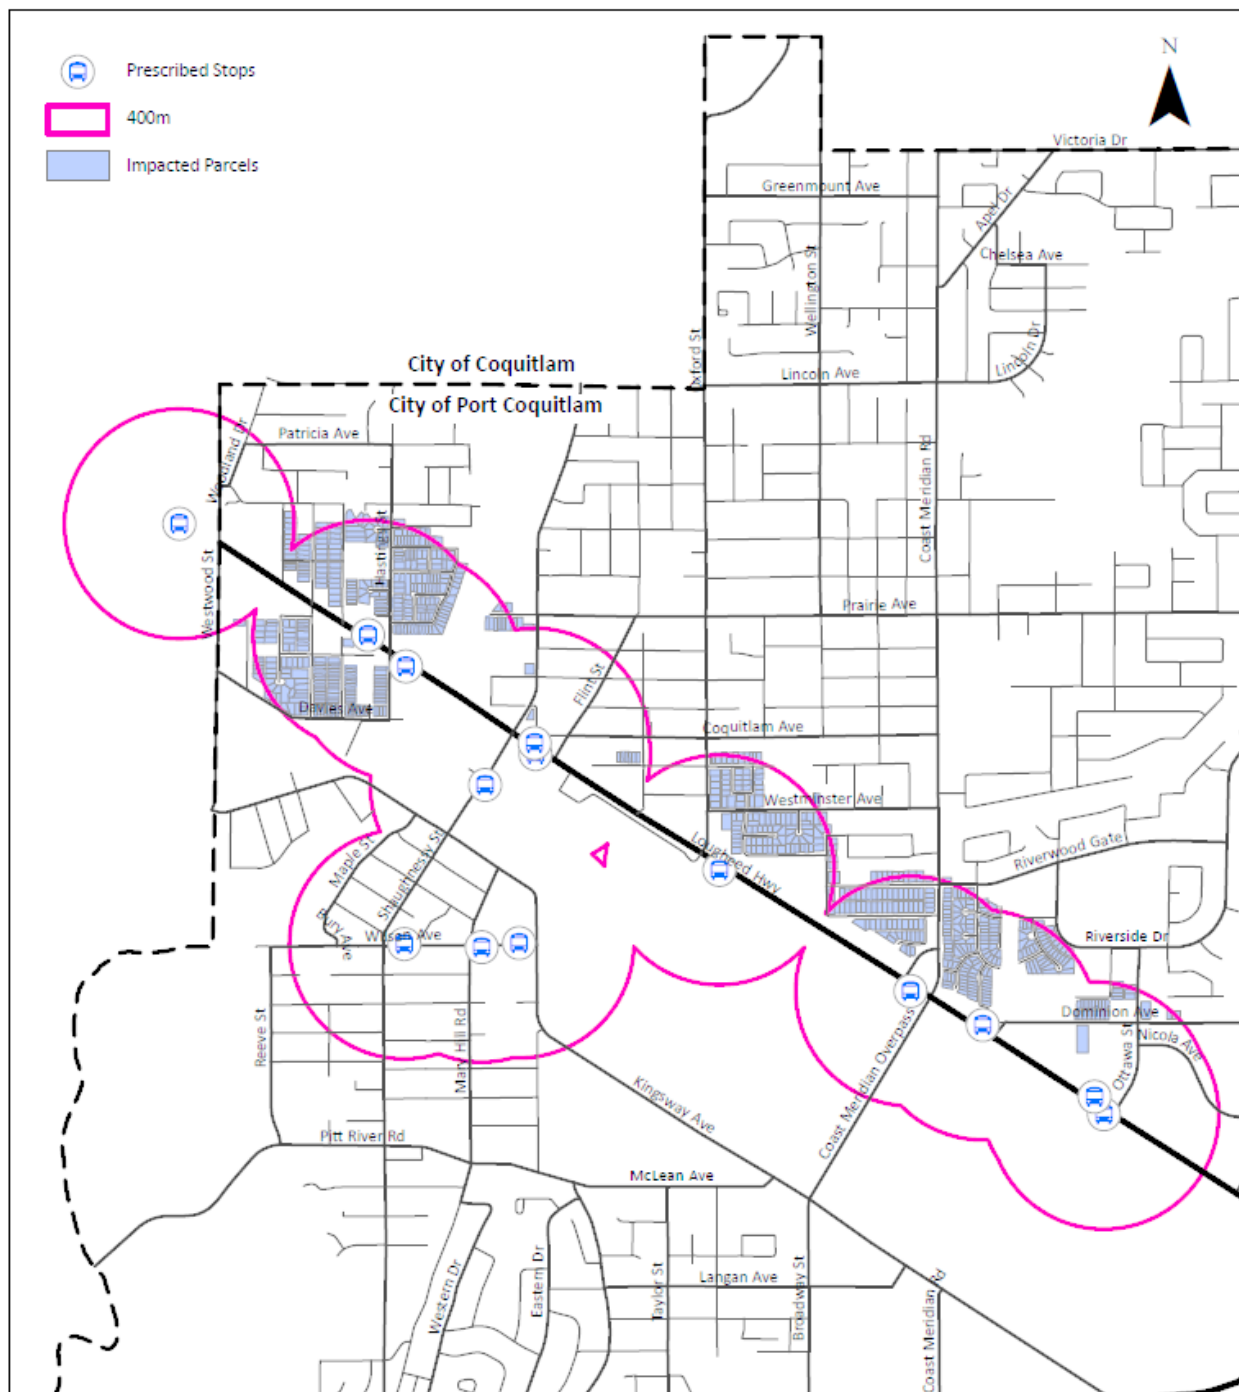 N
Prescribed Stops
400m
Impacted Parcels
Victoria Dr
Greenmount Ave
Apel Dr
Chelsea Ave
Wellington St
Lincoln Dr
Lincoln Ave
City of Coquitlam
City of Port Coquitlam
Patricia Ave
Woodland Dr
Coast Meridian Rd
Hastings St
Westwood St
Prairie Ave
Flint St
Davies Ave
Coquitlam Ave
Westminster Ave
Lougheed Hwy
Riverwood Gate
Maple St
Shaughnessy St
Bury Ave
Wilson Ave
Riverside Dr
Dominion Ave
Nicola Ave
Ottawa St
Reeve St
Mary Hill Rd
Coast Meridian Overpass
Kingsway Ave
Pitt River Rd
McLean Ave
Langan Ave
Western Dr
Eastern Dr
Taylor St
Broadway St
Coast Meridian Rd